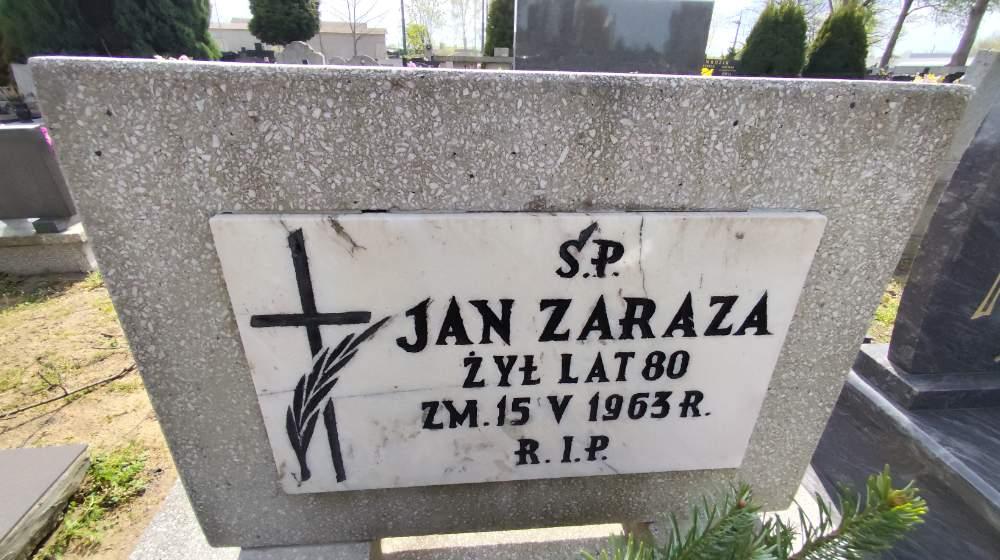 Ś.P.
JAN ZARAZA
ŻYŁ LAT 80
ZM. 15 V 1963 R.
R.I.P.